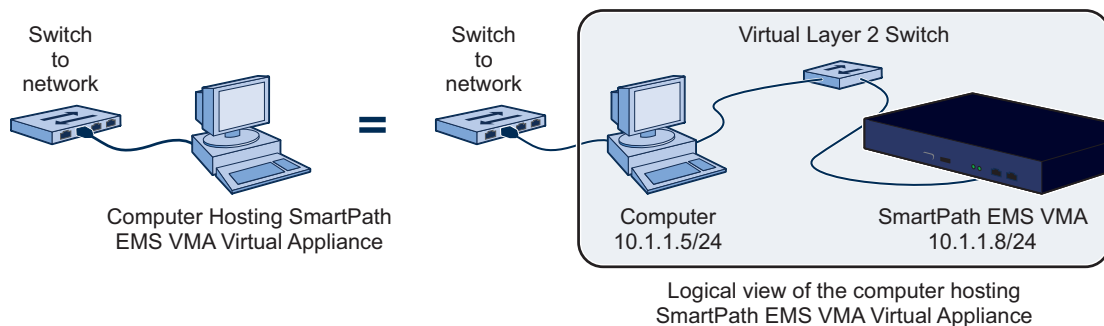 Switch
to
network
Computer Hosting SmartPath
EMS VMA Virtual Appliance
=
Switch
to
network
Virtual Layer 2 Switch
Computer
10.1.1.5/24
SmartPath EMS VMA
10.1.1.8/24
Logical view of the computer hosting
SmartPath EMS VMA Virtual Appliance